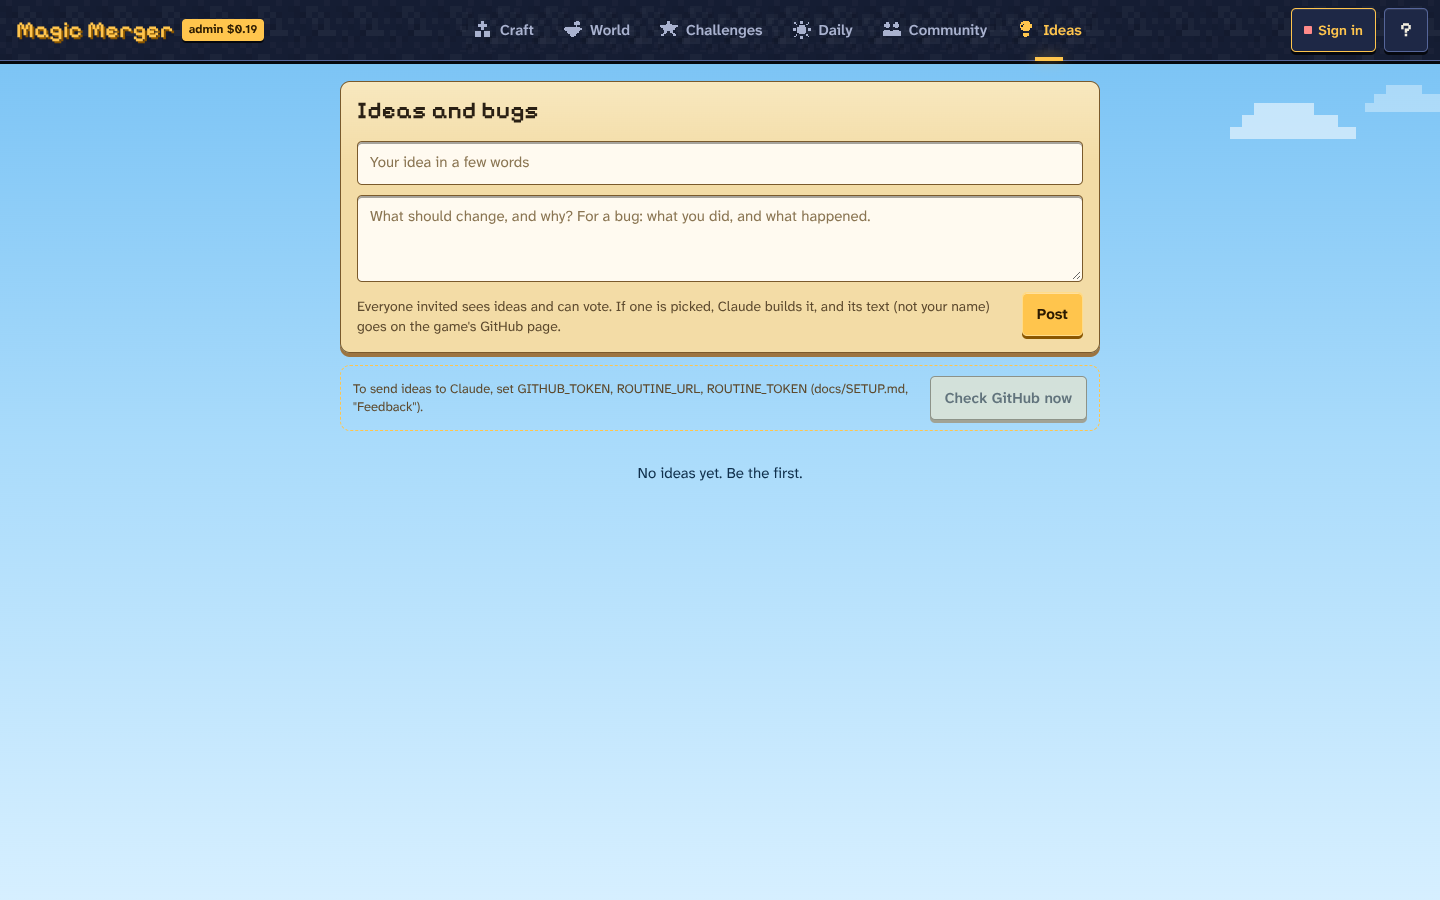 Magic Merger
admin $0.19
Craft
World
Challenges
Daily
Community
Ideas
Sign in
?
Ideas and bugs
Your idea in a few words
What should change, and why? For a bug: what you did, and what happened.
Everyone invited sees ideas and can vote. If one is picked, Claude builds it, and its text (not your name)
goes on the game's GitHub page.
Post
To send ideas to Claude, set GITHUB_TOKEN, ROUTINE_URL, ROUTINE_TOKEN (docs/SETUP.md,
"Feedback").
Check GitHub now
No ideas yet. Be the first.